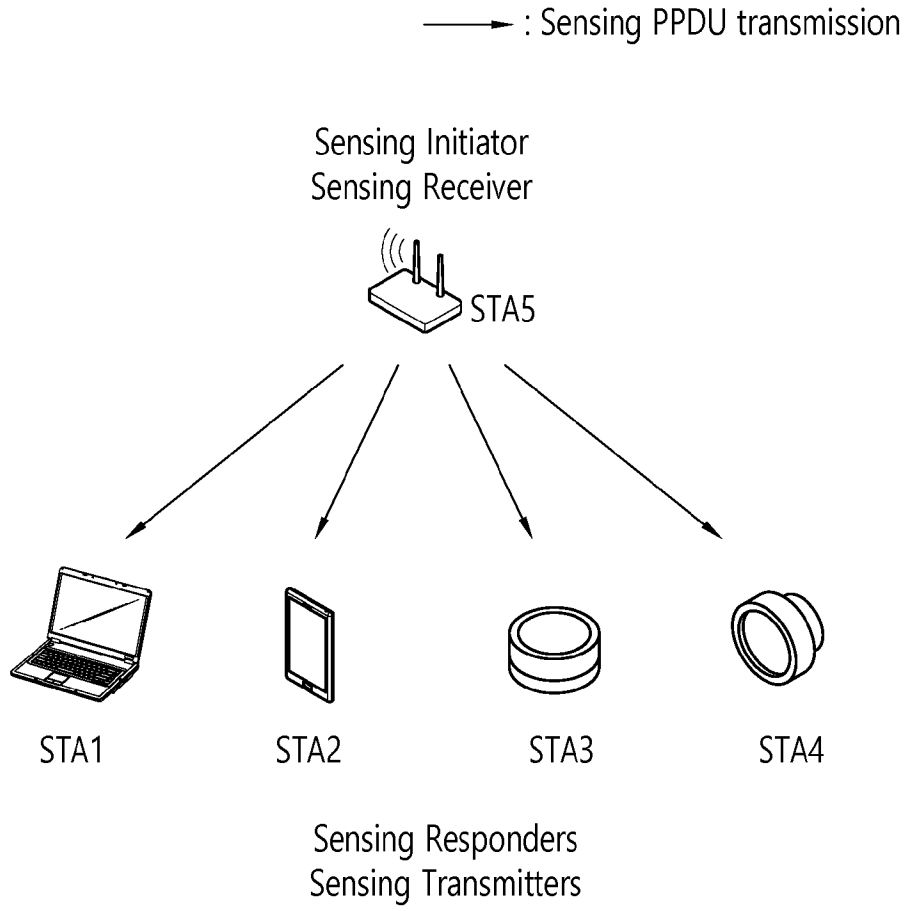 : Sensing PPDU transmission
Sensing Initiator
Sensing Receiver
STA5
STA1 STA2 STA3 STA4
Sensing Responders
Sensing Transmitters